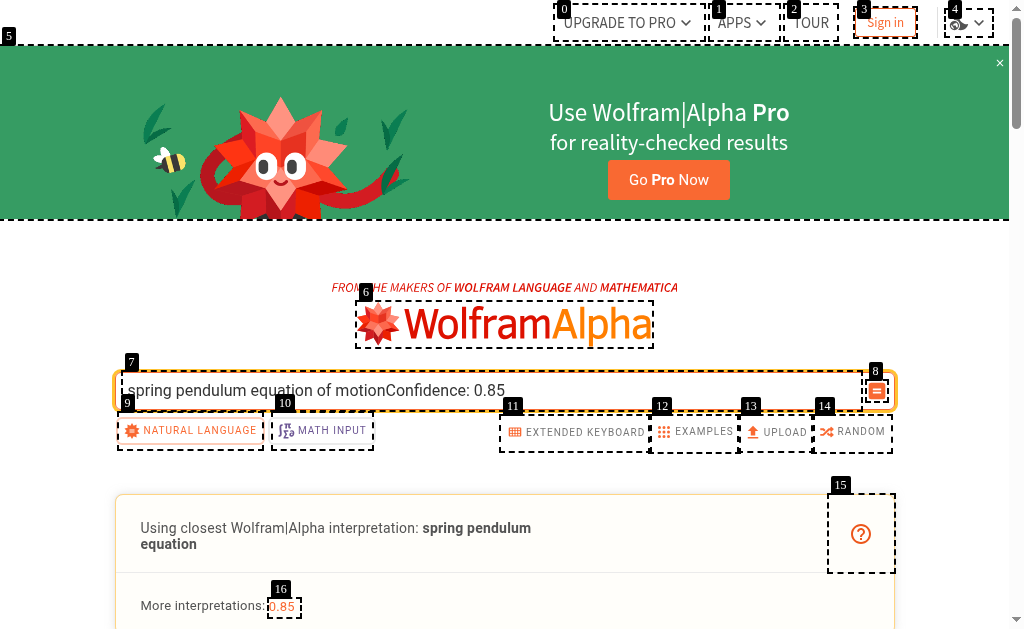 0
UPGRADE TO PRO
1
APPS
2
TOUR
3
Sign in
4
5
×
Use Wolfram|Alpha Pro
for reality-checked results
Go Pro Now
FROM THE MAKERS OF WOLFRAM LANGUAGE AND MATHEMATICA
6
WolframAlpha
7
spring pendulum equation of motionConfidence: 0.85
8
=
9
NATURAL LANGUAGE
10
MATH INPUT
11
EXTENDED KEYBOARD
12
EXAMPLES
13
UPLOAD
14
RANDOM
15
Using closest Wolfram|Alpha interpretation: spring pendulum
equation
?
16
More interpretations: 0.85